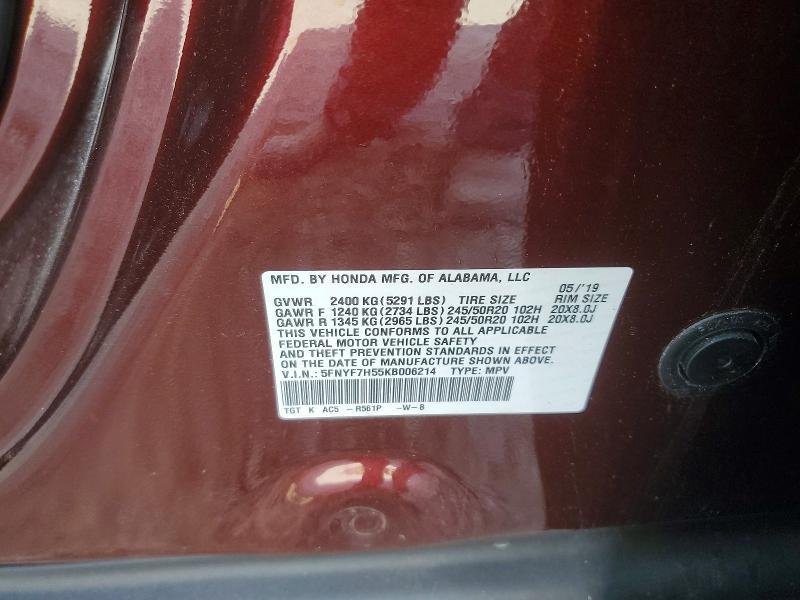 MFD. BY HONDA MFG. OF ALABAMA, LLC 05/'19
GVWR 2400 KG (5291 LBS) TIRE SIZE RIM SIZE
GAWR F 1240 KG (2734 LBS) 245/50R20 102H 20X8.0J
GAWR R 1345 KG (2965 LBS) 245/50R20 102H 20X8.0J
THIS VEHICLE CONFORMS TO ALL APPLICABLE
FEDERAL MOTOR VEHICLE SAFETY
AND THEFT PREVENTION STANDARDS IN EFFECT
ON THE DATE OF MANUFACTURE SHOWN ABOVE.
V.I.N.: 5FNYF7H55KB006214 TYPE: MPV
TGT K AC5 -R561P -W-B